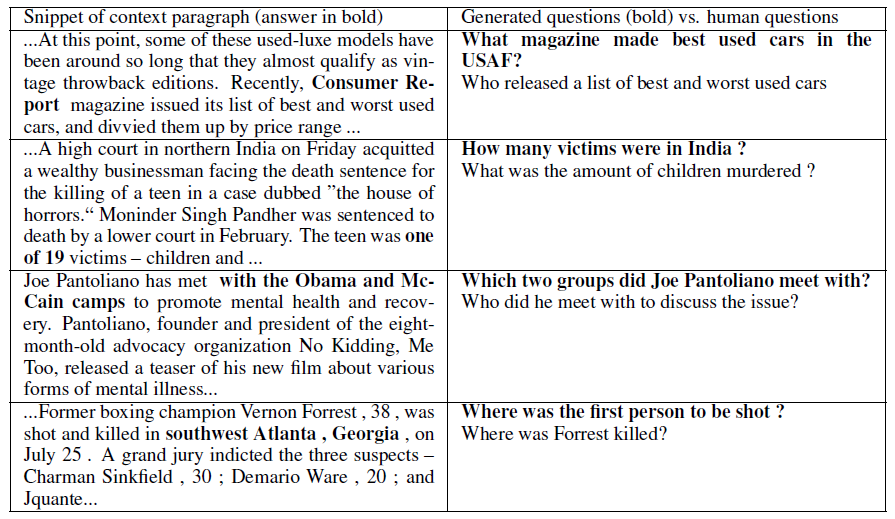 Snippet of context paragraph (answer in bold)
Generated questions (bold) vs. human questions
...At this point, some of these used-luxe models have
been around so long that they almost qualify as vin-
tage throwback editions. Recently, Consumer Re-
port magazine issued its list of best and worst used
cars, and divvied them up by price range ...
What magazine made best used cars in the
USAF?
Who released a list of best and worst used cars
...A high court in northern India on Friday acquitted
a wealthy businessman facing the death sentence for
the killing of a teen in a case dubbed ”the house of
horrors.“ Moninder Singh Pandher was sentenced to
death by a lower court in February. The teen was one
of 19 victims – children and ...
How many victims were in India ?
What was the amount of children murdered ?
Joe Pantoliano has met with the Obama and Mc-
Cain camps to promote mental health and recov-
ery. Pantoliano, founder and president of the eight-
month-old advocacy organization No Kidding, Me
Too, released a teaser of his new film about various
forms of mental illness...
Which two groups did Joe Pantoliano meet with?
Who did he meet with to discuss the issue?
...Former boxing champion Vernon Forrest , 38 , was
shot and killed in southwest Atlanta , Georgia , on
July 25 . A grand jury indicted the three suspects –
Charman Sinkfield , 30 ; Demario Ware , 20 ; and
Jquante...
Where was the first person to be shot ?
Where was Forrest killed?